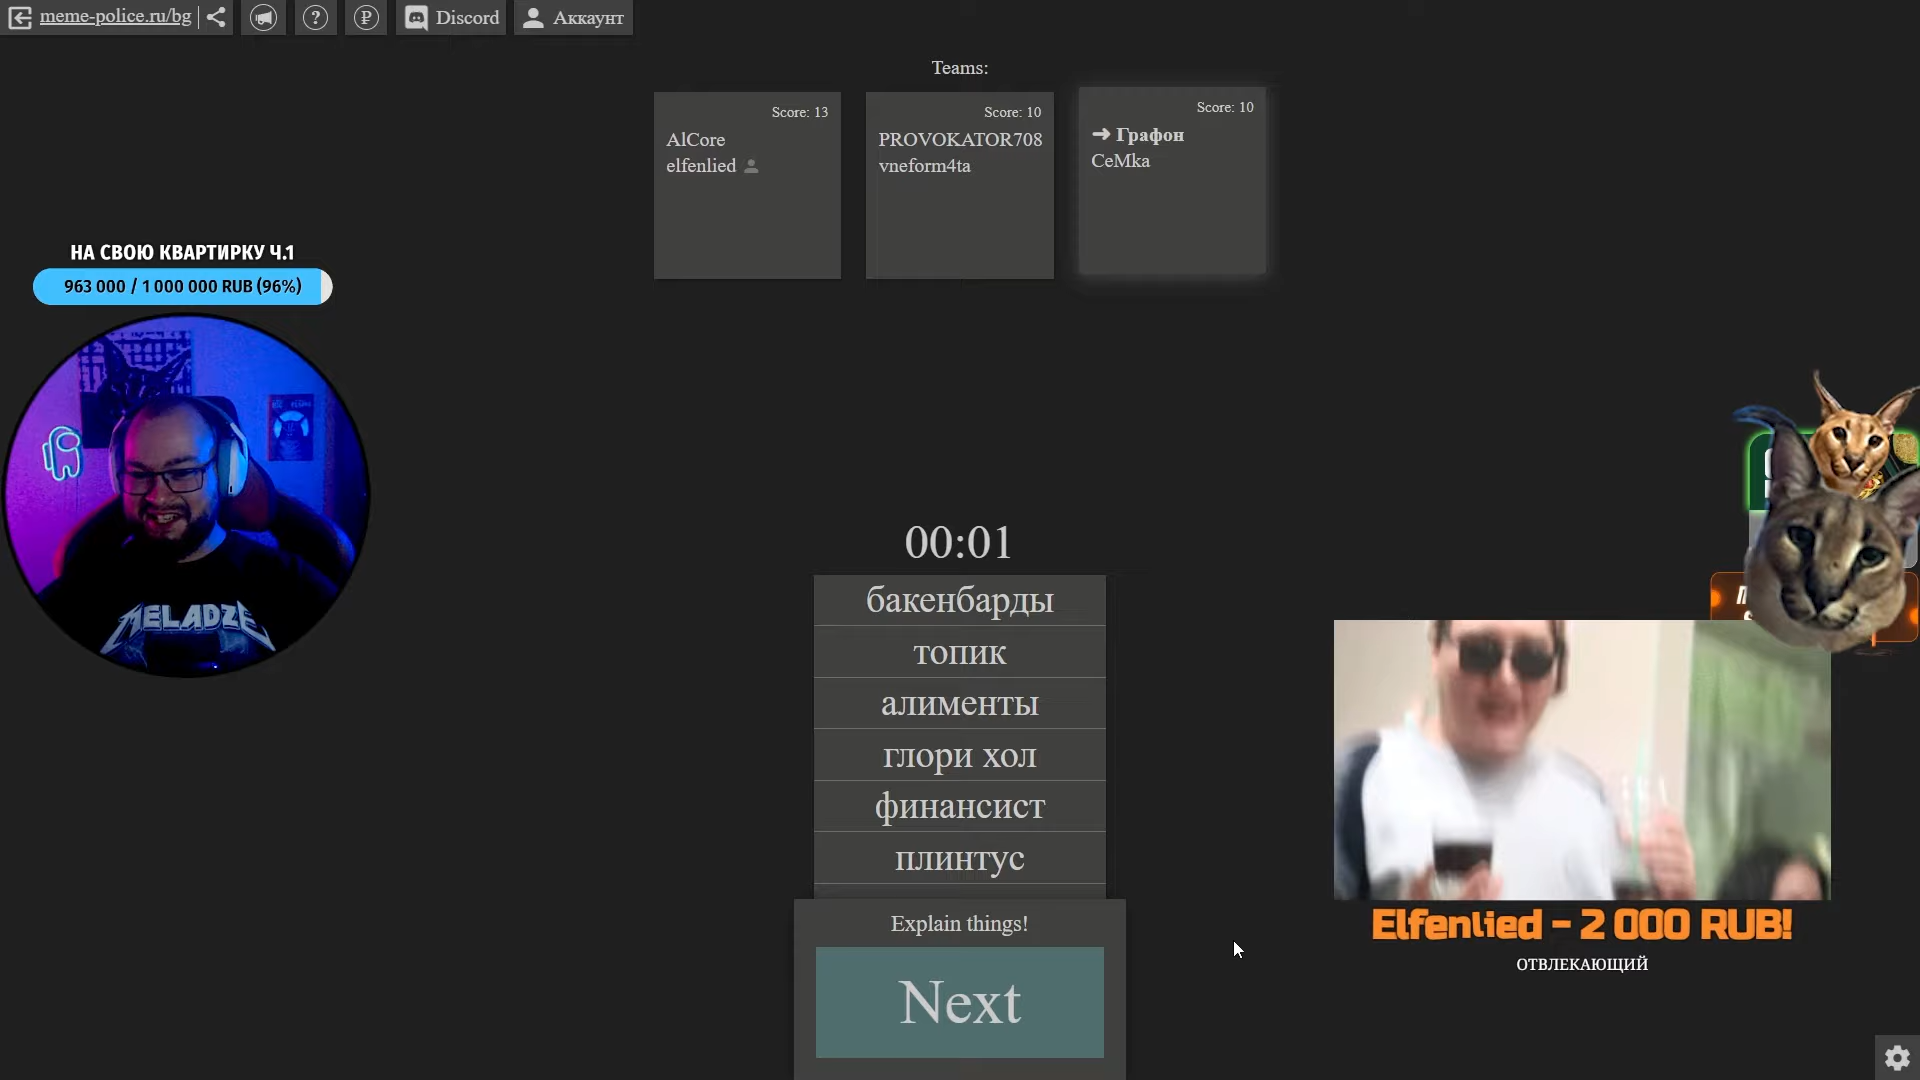 meme-police.ru/bg
Discord
Аккаунт
Teams:
Score: 13
AlCore
elfenlied
Score: 10
PROVOKATOR708
vneform4ta
Score: 10
➜ Графон
CeMka
НА СВОЮ КВАРТИРКУ Ч.1
963 000 / 1 000 000 RUB (96%)
MELADZE
00:01
бакенбарды
топик
алименты
глори хол
финансист
плинтус
Explain things!
Next
Elfenlied - 2 000 RUB!
ОТВЛЕКАЮЩИЙ